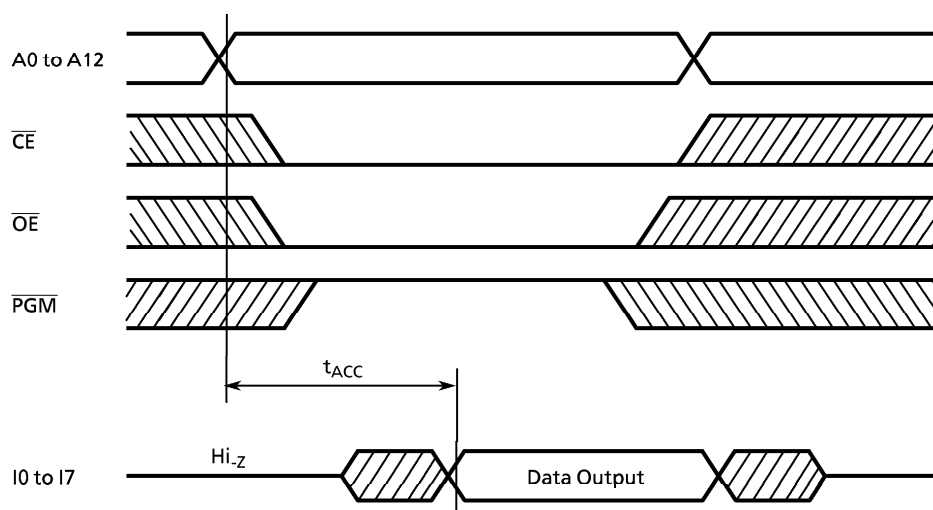 A0 to A12
CE
OE
PGM
tACC
Hi-Z
I0 to I7
Data Output